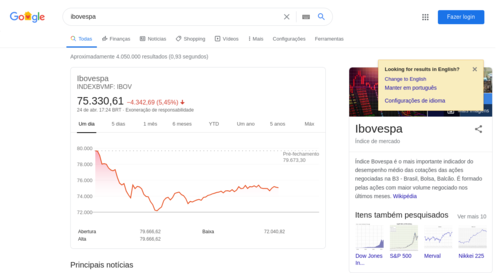 Google
ibovespa
Fazer login
Todas
Finanças
Notícias
Shopping
Vídeos
Mais
Configurações
Ferramentas
Aproximadamente 4.050.000 resultados (0,93 segundos)
Looking for results in English?
Change to English
Manter em português
Configurações de idioma
Ibovespa
INDEXBVMF: IBOV
75.330,61 −4.342,69 (5,45%)
24 de abr. 17:24 BRT · Exoneração de responsabilidade
Um dia
5 dias
1 mês
6 meses
YTD
Um ano
5 anos
Máx
80.000
78.000
76.000
74.000
72.000
Pré-fechamento
79.673,30
Abertura 79.666,62
Alta 79.666,62
Baixa 72.040,62
Principais notícias
Ibovespa
Índice de mercado
Índice Bovespa é o mais importante indicador do
desempenho médio das cotações das ações
negociadas na B3 - Brasil, Bolsa, Balcão. É formado
pelas ações com maior volume negociado nos
últimos meses. Wikipédia
Itens também pesquisados
Ver mais 10
Dow Jones In...
S&P 500
Merval
Nikkei 225